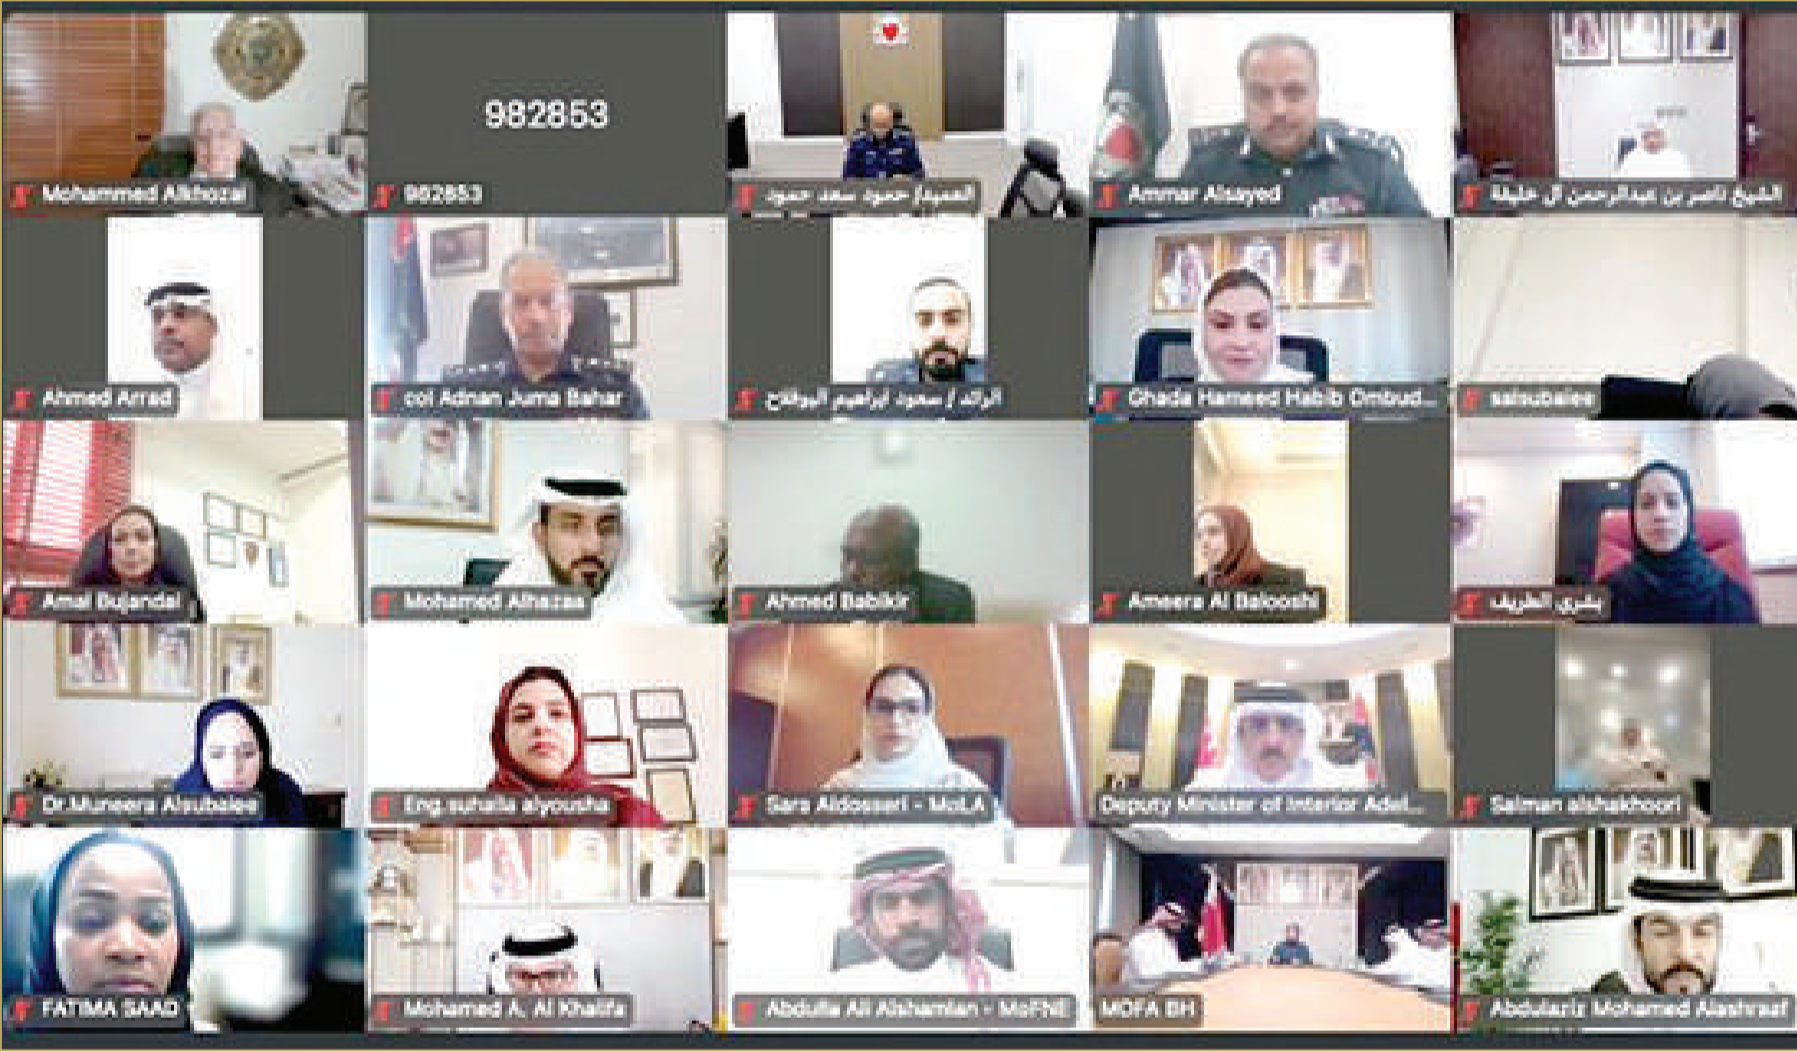 Mohammed Alkhozai
982853
982853
العميد/ حمود سعد حمود
Ammar Alsayed
الشيخ ناصر بن عبدالرحمن آل خليفة
Ahmed Arrad
col Adnan Juma Bahar
الرائد / سعود ابراهيم البوفلاح
Ghada Hameed Habib Ombud...
salsubaiee
Amal Bujandal
Mohamed Alhazaa
Ahmed Babikir
Ameera Al Balooshi
بشرى الظريف
Dr.Muneera Alsubaiee
Eng.suhaila alyousha
Sara Aldosseri - MoLA
Deputy Minister of Interior Adel...
Salman alshakhoori
FATIMA SAAD
Mohamed A. Al Khalifa
Abdulla Ali Alshamlan - MoFNE
MOFA BH
Abdulaziz Mohamed Alashraaf